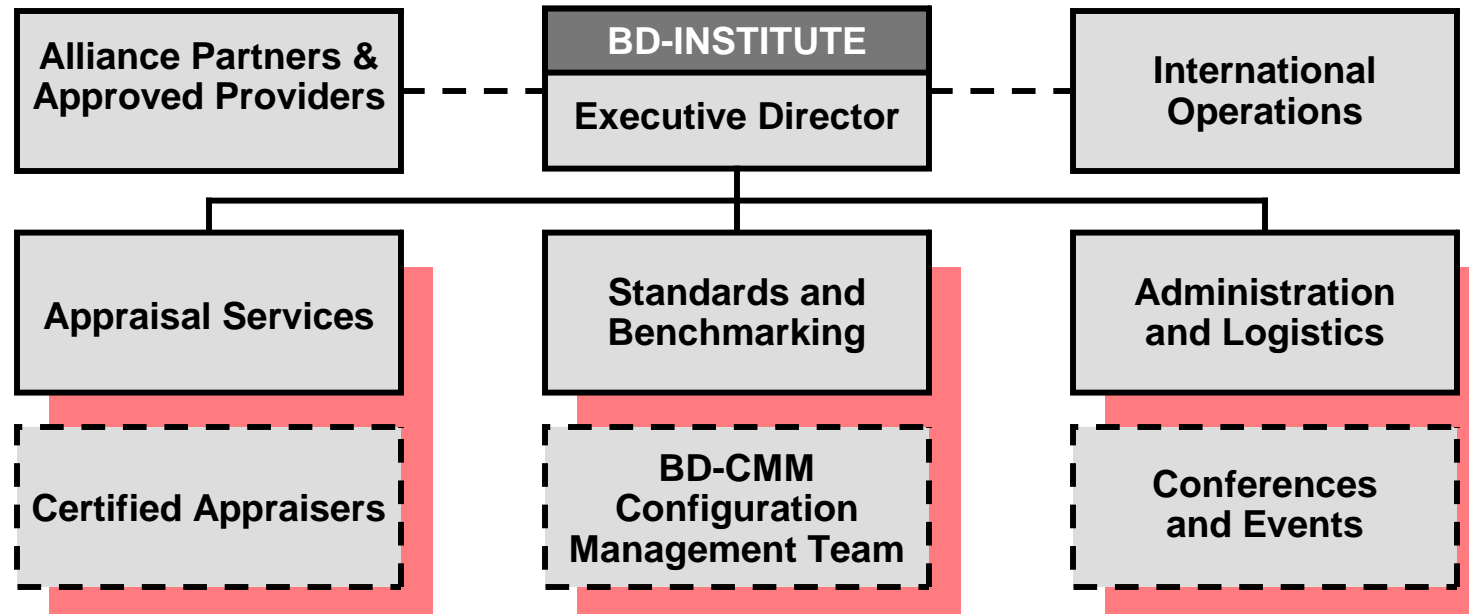 Alliance Partners &
Approved Providers
BD-INSTITUTE
Executive Director
International
Operations
Appraisal Services
Standards and
Benchmarking
Administration
and Logistics
Certified Appraisers
BD-CMM
Configuration
Management Team
Conferences
and Events